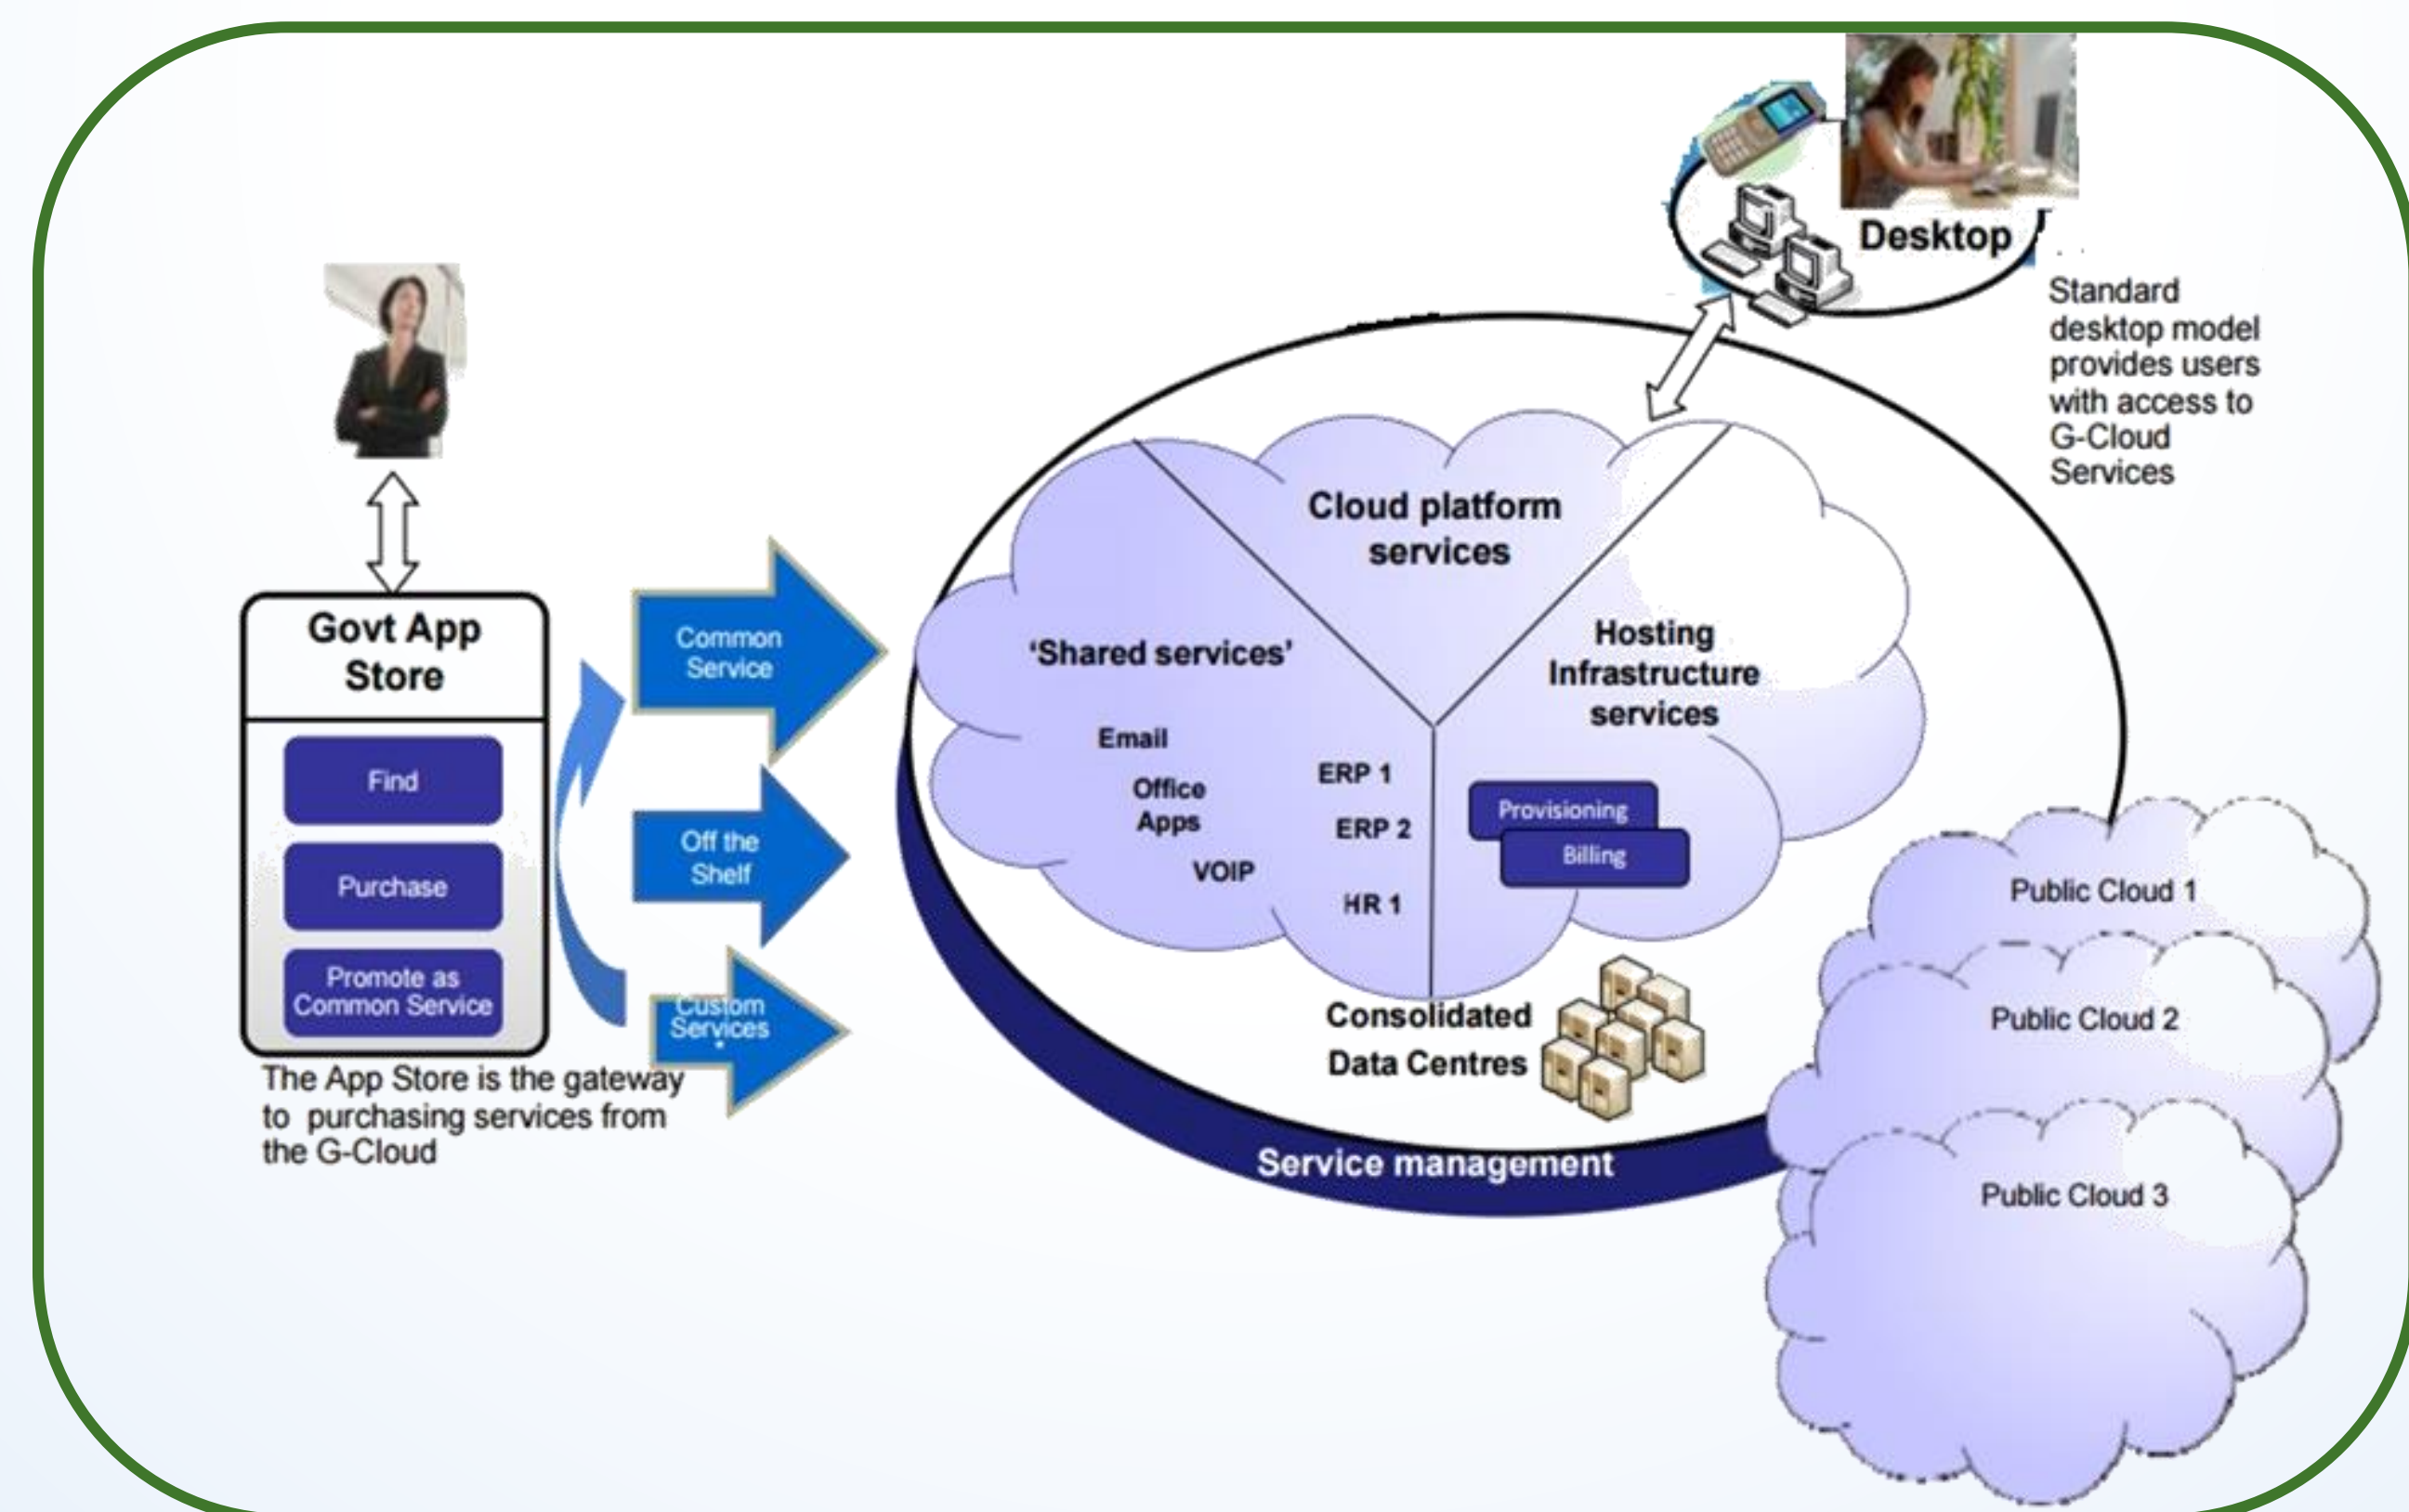 Desktop
Standard
desktop model
provides users
with access to
G-Cloud
Services
Govt App
Store
Find
Purchase
Promote as
Common Service
The App Store is the gateway
to purchasing services from
the G-Cloud
Common
Service
Off the
Shelf
Custom
Services
Cloud platform
services
'Shared services'
Email
Office
Apps
VOIP
ERP 1
ERP 2
HR 1
Hosting
Infrastructure
services
Provisioning
Billing
Consolidated
Data Centres
Service management
Public Cloud 1
Public Cloud 2
Public Cloud 3